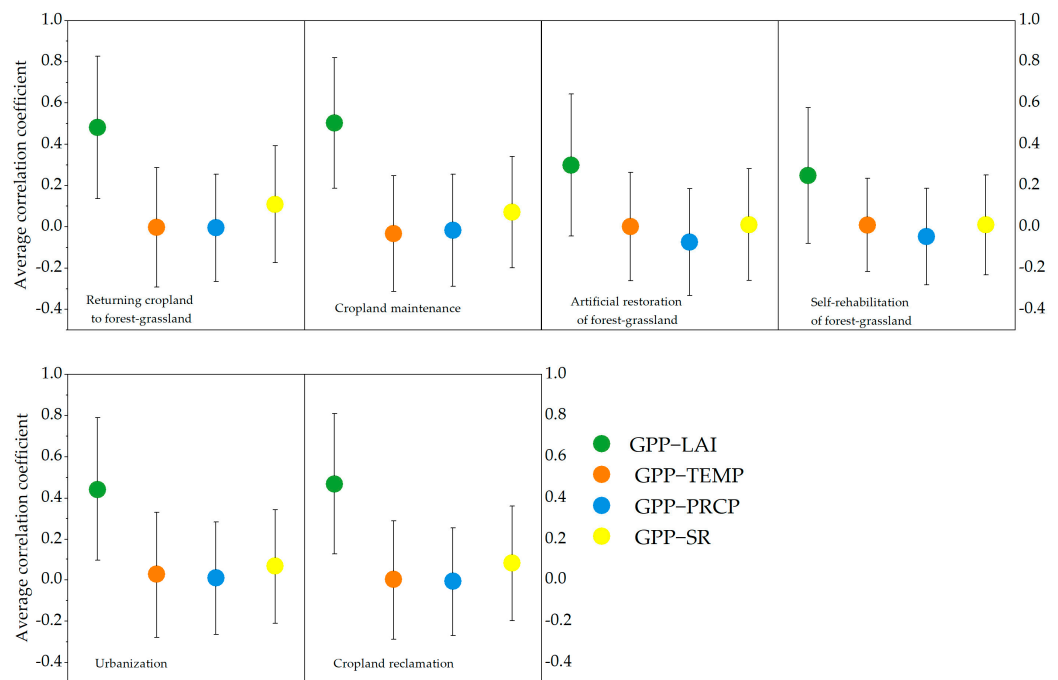 Average correlation coefficient
1.0
0.8
0.6
0.4
0.2
0.0
-0.2
-0.4
Returning cropland
to forest-grassland
Cropland maintenance
Artificial restoration
of forest-grassland
Self-rehabilitation
of forest-grassland
1.0
0.8
0.6
0.4
0.2
0.0
-0.2
-0.4
Average correlation coefficient
1.0
0.8
0.6
0.4
0.2
0.0
-0.2
-0.4
Urbanization
Cropland reclamation
1.0
0.8
0.6
0.4
0.2
0.0
-0.2
-0.4
GPP−LAI
GPP−TEMP
GPP−PRCP
GPP−SR